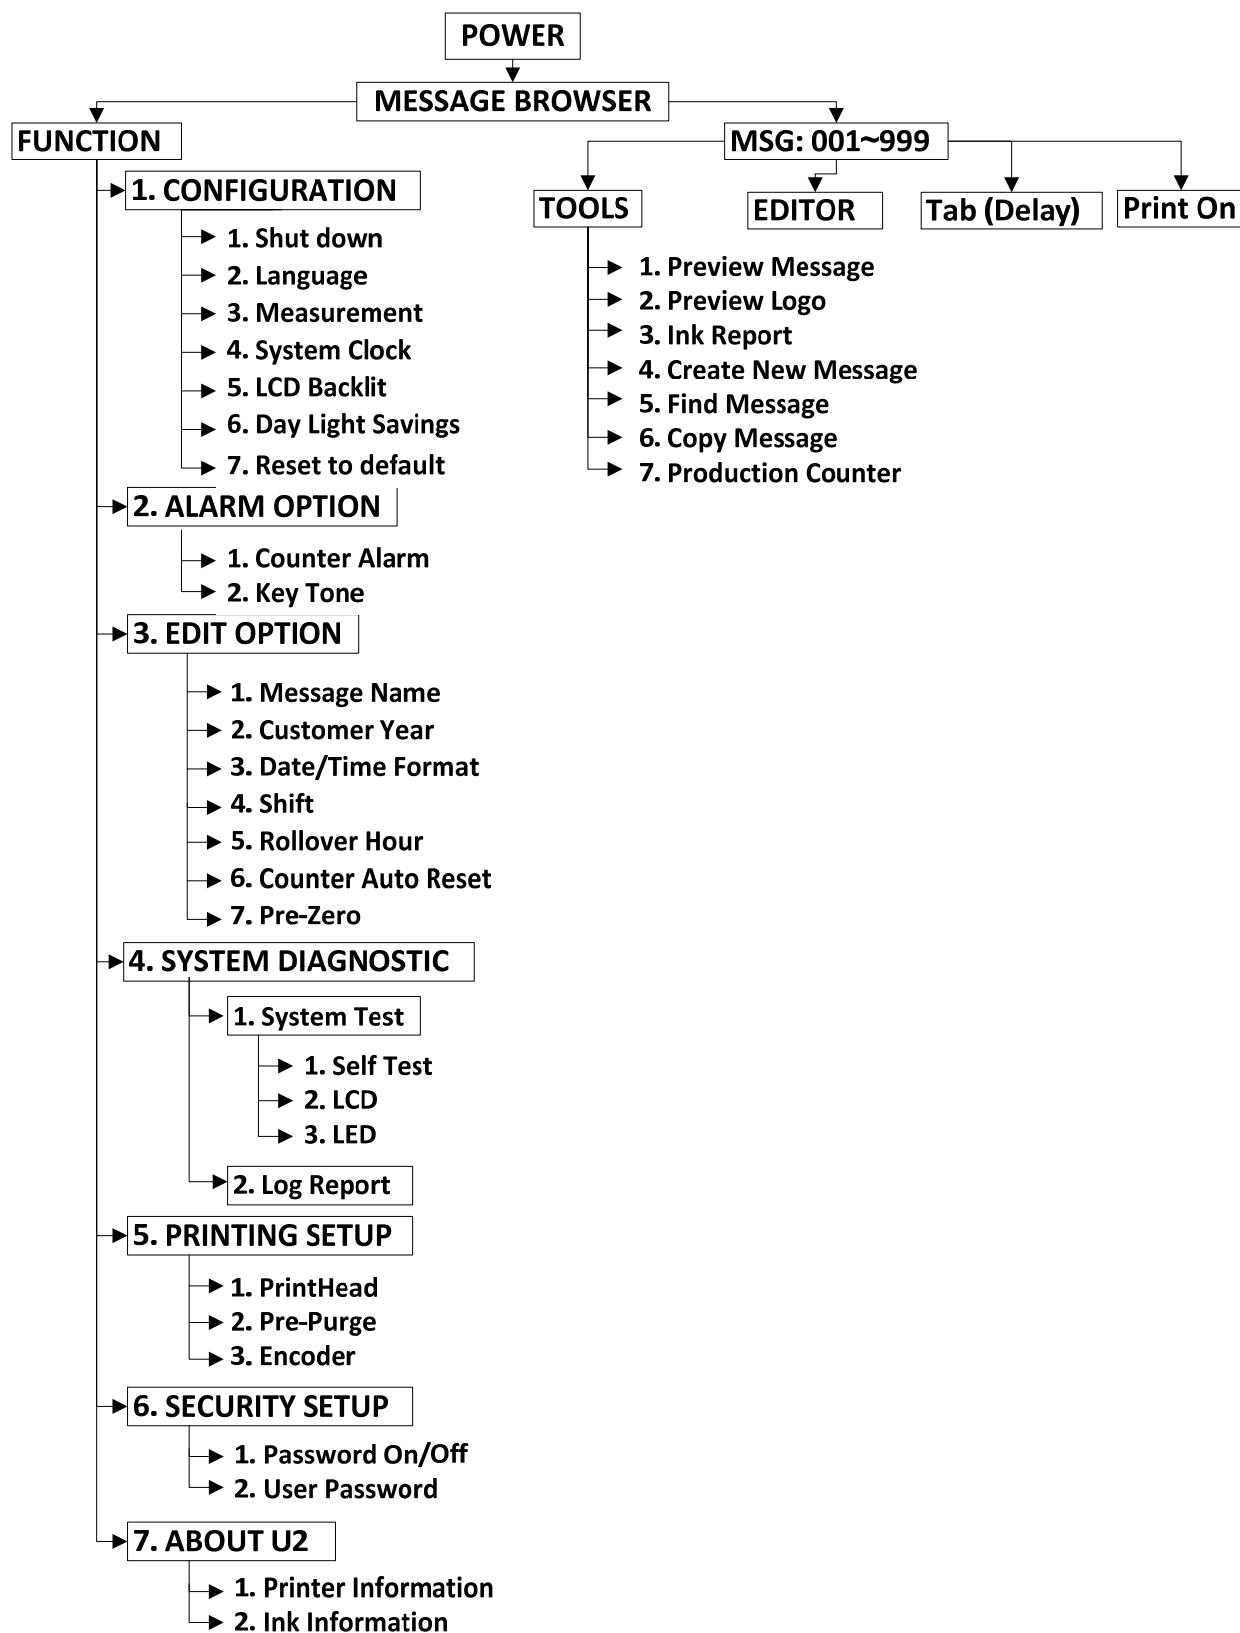 POWER
MESSAGE BROWSER
FUNCTION
1. CONFIGURATION
1. Shut down
2. Language
3. Measurement
4. System Clock
5. LCD Backlit
6. Day Light Savings
7. Reset to default
2. ALARM OPTION
1. Counter Alarm
2. Key Tone
3. EDIT OPTION
1. Message Name
2. Customer Year
3. Date/Time Format
4. Shift
5. Rollover Hour
6. Counter Auto Reset
7. Pre-Zero
4. SYSTEM DIAGNOSTIC
1. System Test
1. Self Test
2. LCD
3. LED
2. Log Report
5. PRINTING SETUP
1. PrintHead
2. Pre-Purge
3. Encoder
6. SECURITY SETUP
1. Password On/Off
2. User Password
7. ABOUT U2
1. Printer Information
2. Ink Information
MSG: 001~999
TOOLS
1. Preview Message
2. Preview Logo
3. Ink Report
4. Create New Message
5. Find Message
6. Copy Message
7. Production Counter
EDITOR
Tab (Delay)
Print On